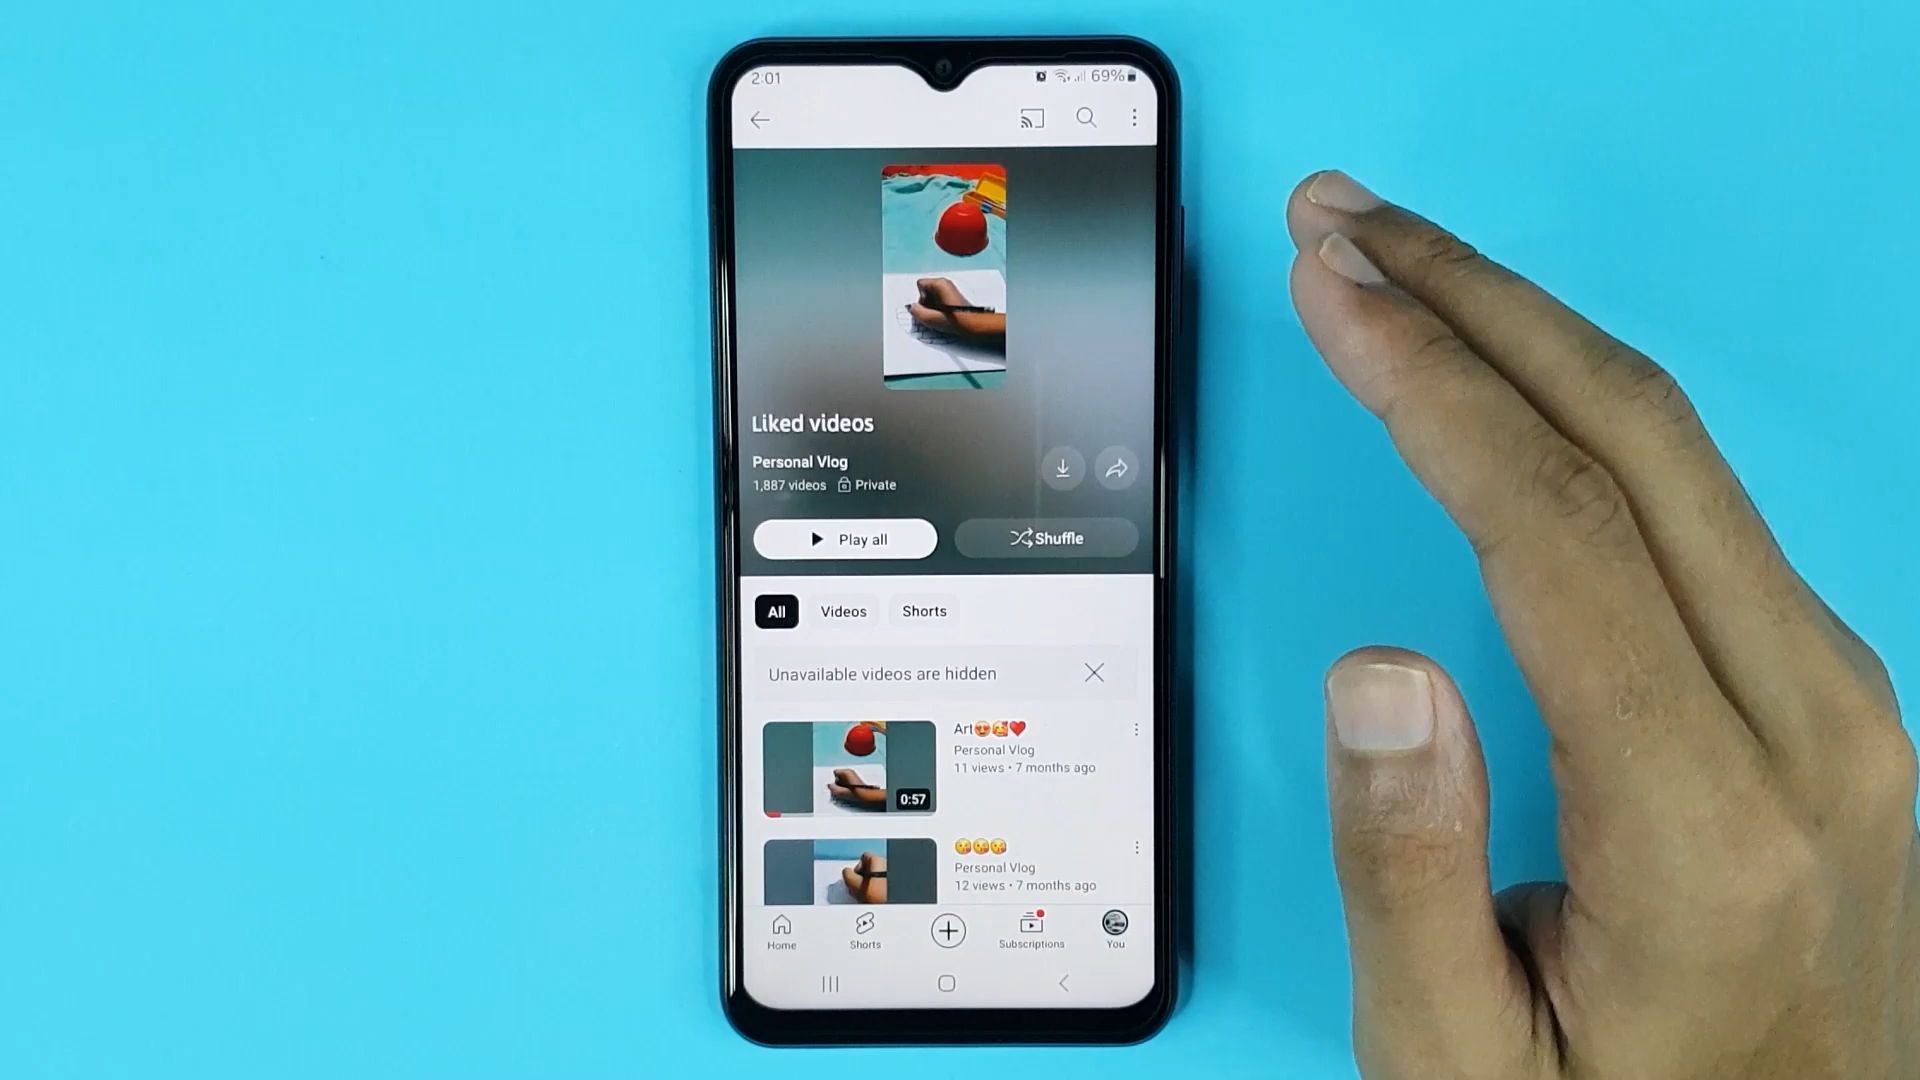 2:01 69%
Liked videos
Personal Vlog
1,887 videos Private
Play all Shuffle
All Videos Shorts
Unavailable videos are hidden
Art😍🥰❤️
Personal Vlog
11 views • 7 months ago
0:57
😘😘😘
Personal Vlog
12 views • 7 months ago
Home Shorts Subscriptions You